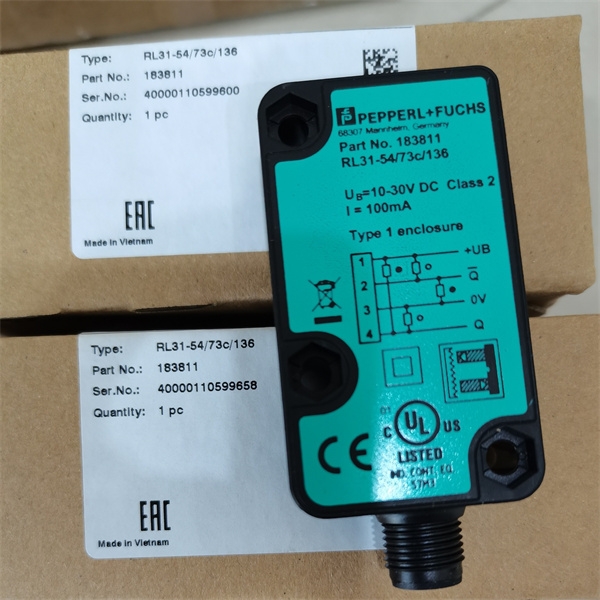 Type: RL31-54/73c/136
Part No.: 183811
Ser.No.: 40000110599600
Quantity: 1 pc
EAC
Made in Vietnam
PEPPERL+FUCHS
68307 Mannheim, Germany
Part No. 183811
RL31-54/73c/136
UB=10-30V DC Class 2
I = 100mA
Type 1 enclosure
1 +UB
2 Q̅
3 0V
4 Q
CE
C UL US
LISTED
IND. CONT. EQ.
57M3
Type: RL31-54/73c/136
Part No.: 183811
Ser.No.: 40000110599658
Quantity: 1 pc
EAC
Made in Vietnam